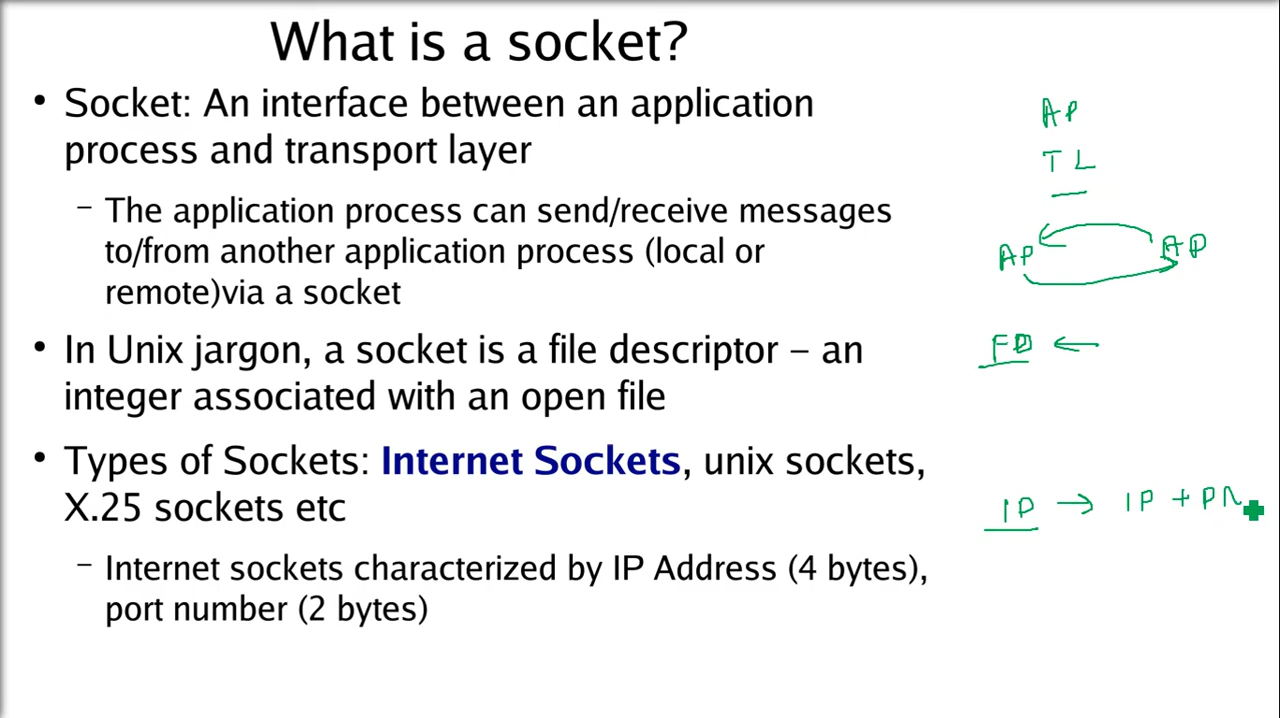 What is a socket?
• Socket: An interface between an application
process and transport layer
– The application process can send/receive messages
to/from another application process (local or
remote)via a socket
• In Unix jargon, a socket is a file descriptor – an
integer associated with an open file
• Types of Sockets: Internet Sockets, unix sockets,
X.25 sockets etc
– Internet sockets characterized by IP Address (4 bytes),
port number (2 bytes)
AP
TL
AP AP
FD ←
IP → IP + PN